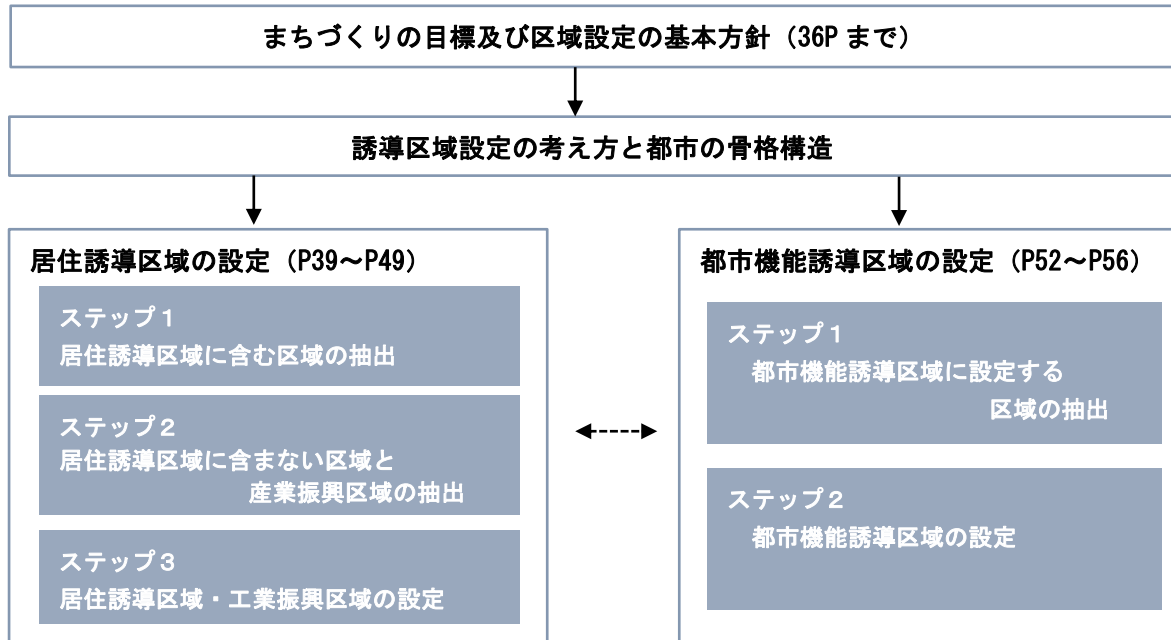 まちづくりの目標及び区域設定の基本方針（36P まで）
誘導区域設定の考え方と都市の骨格構造
居住誘導区域の設定（P39～P49）
ステップ１
居住誘導区域に含む区域の抽出
ステップ２
居住誘導区域に含まない区域と
産業振興区域の抽出
ステップ３
居住誘導区域・工業振興区域の設定
都市機能誘導区域の設定（P52～P56）
ステップ１
都市機能誘導区域に設定する
区域の抽出
ステップ２
都市機能誘導区域の設定